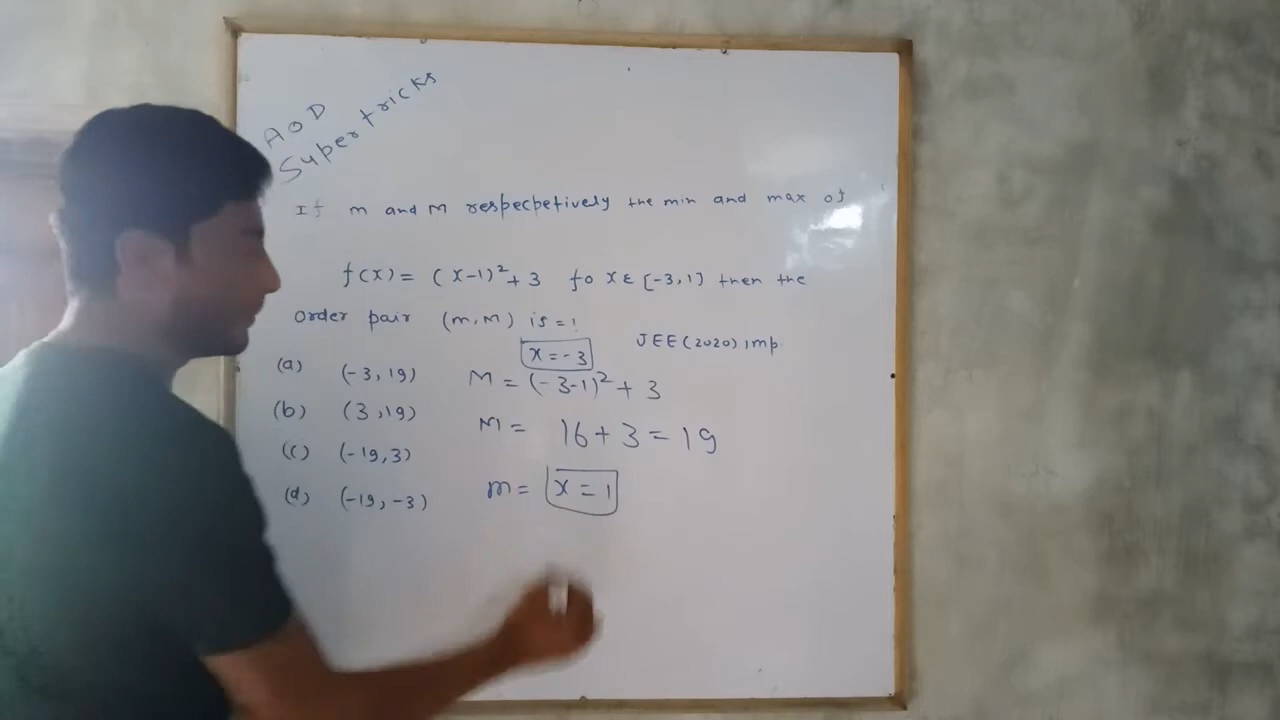 AOD
Supertricks
If m and M respecpetively the min and max of
f(x) = (x-1)²+3 fo x ε [-3,1] then the
order pair (m,M) is = !
JEE(2020) imp.
(a) (-3,19)
(b) (3,19)
(c) (-19,3)
(d) (-19,-3)
x = -3
M = (-3-1)² + 3
M = 16+3 = 19
m = x = 1